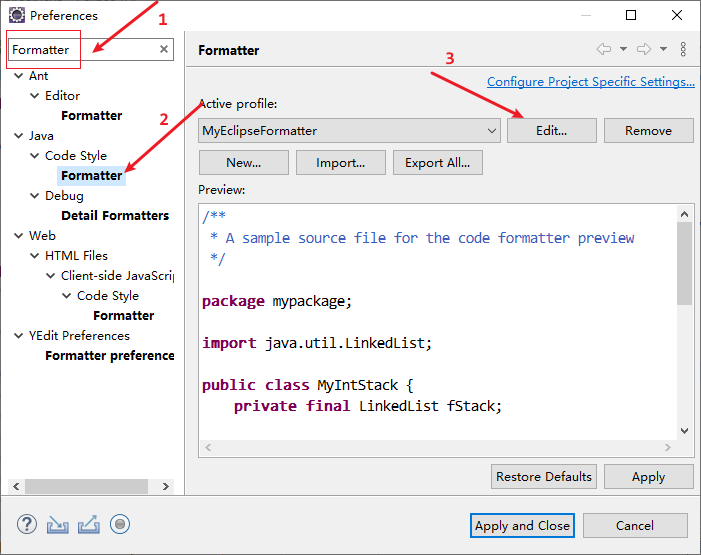 Preferences
1
Formatter
Ant
Editor
Formatter
Java
Code Style
Formatter
Debug
Detail Formatters
Web
HTML Files
Client-side JavaScrip
Code Style
Formatter
YEdit Preferences
Formatter preference
2
Formatter
3
Configure Project Specific Settings...
Active profile:
MyEclipseFormatter
Edit...
Remove
New...
Import...
Export All...
Preview:
/**
* A sample source file for the code formatter preview
*/
package mypackage;
import java.util.LinkedList;
public class MyIntStack {
private final LinkedList fStack;
Restore Defaults
Apply
?
Apply and Close
Cancel